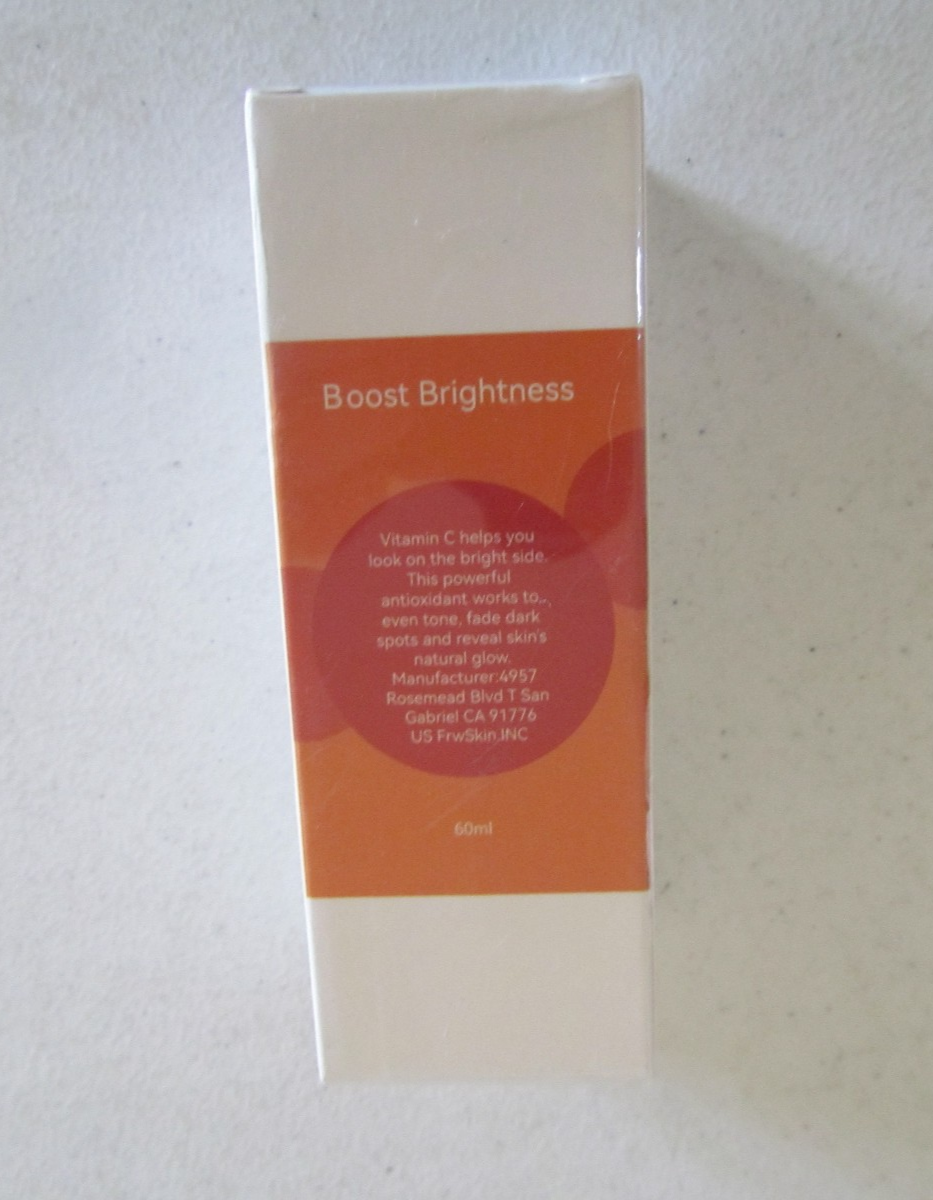 Boost Brightness
Vitamin C helps you
look on the bright side.
This powerful
antioxidant works to
even tone, fade dark
spots and reveal skin's
natural glow.
Manufacturer:4957
Rosemead Blvd T San
Gabriel CA 91776
US FrwSkin.INC
60ml